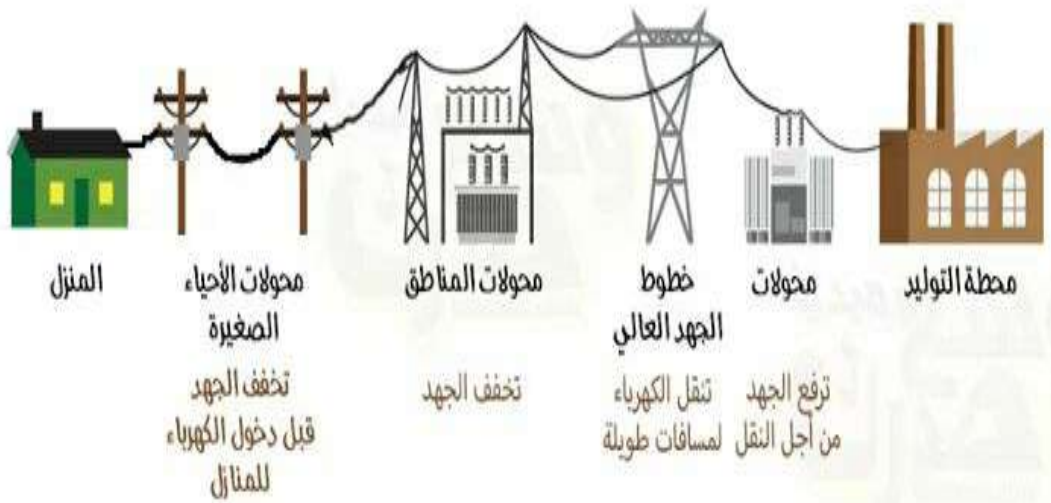 محطة التوليد
محولات
ترفع الجهد
من أجل النقل
خطوط
الجهد العالي
تنقل الكهرباء
لمسافات طويلة
محولات المناطق
تخفف الجهد
محولات الأحياء
الصغيرة
تخفف الجهد
قبل دخول الكهرباء
للمنازل
المنزل